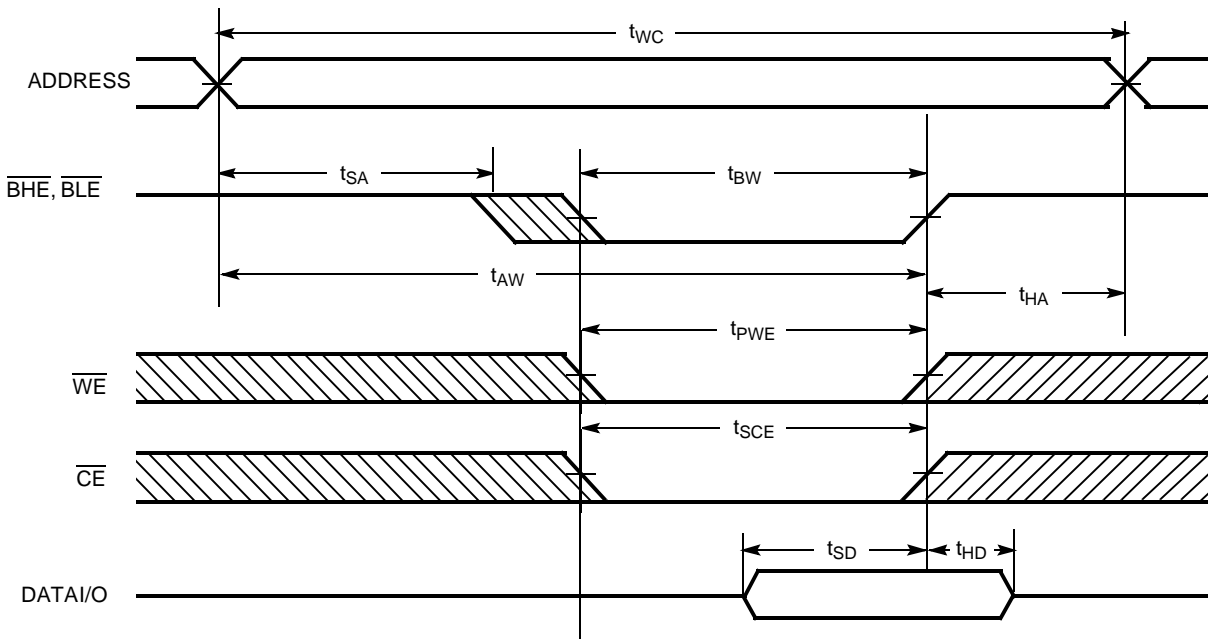 tWC
ADDRESS
tSA
tBW
BHE, BLE
tAW
tHA
tPWE
WE
tSCE
CE
tSD
tHD
DATAI/O